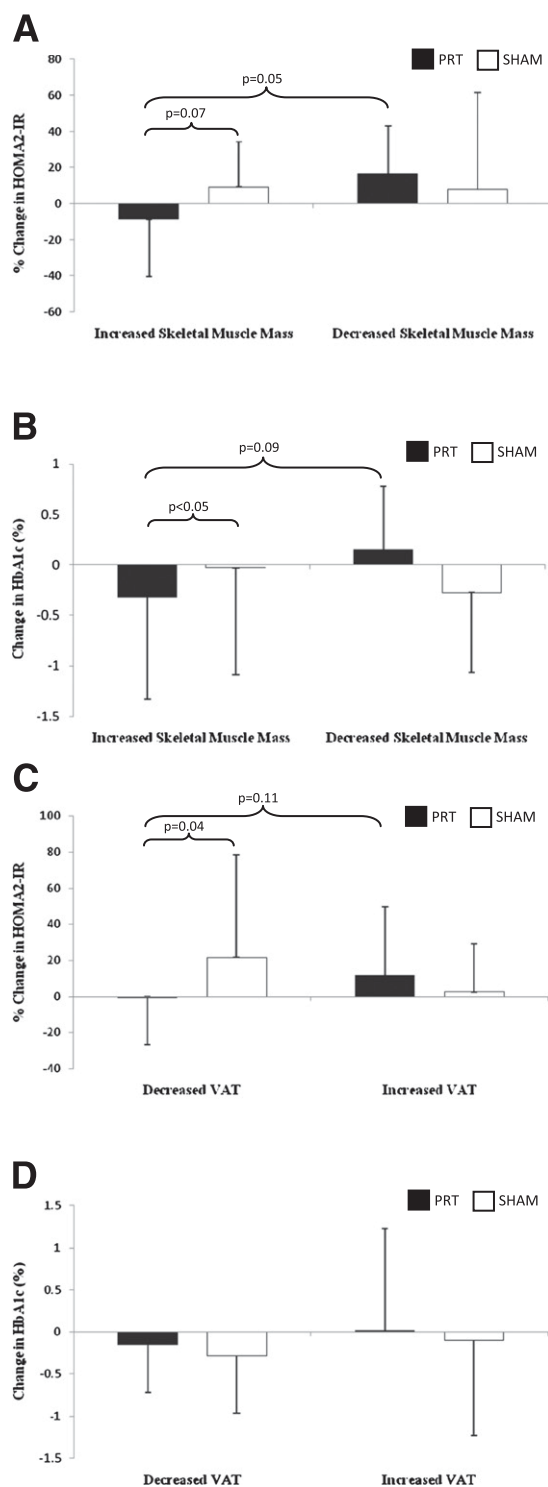 A
PRT SHAM
80
60
40
20
0
-20
-40
-60
% Change in HOMA2-IR
p=0.05
p=0.07
Increased Skeletal Muscle Mass Decreased Skeletal Muscle Mass
B
PRT SHAM
1
0.5
0
-0.5
-1
-1.5
Change in HbA1c (%)
p=0.09
p<0.05
Increased Skeletal Muscle Mass Decreased Skeletal Muscle Mass
C
PRT SHAM
100
80
60
40
20
0
-20
-40
% Change in HOMA2-IR
p=0.11
p=0.04
Decreased VAT Increased VAT
D
PRT SHAM
1.5
1
0.5
0
-0.5
-1
-1.5
Change in HbA1c (%)
Decreased VAT Increased VAT